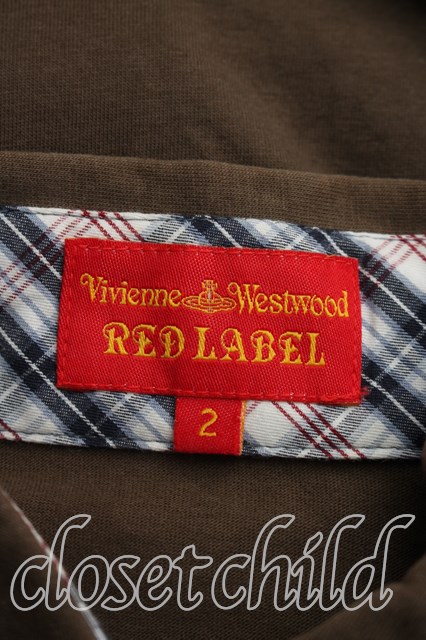 Vivienne Westwood
RED LABEL
2
closet child